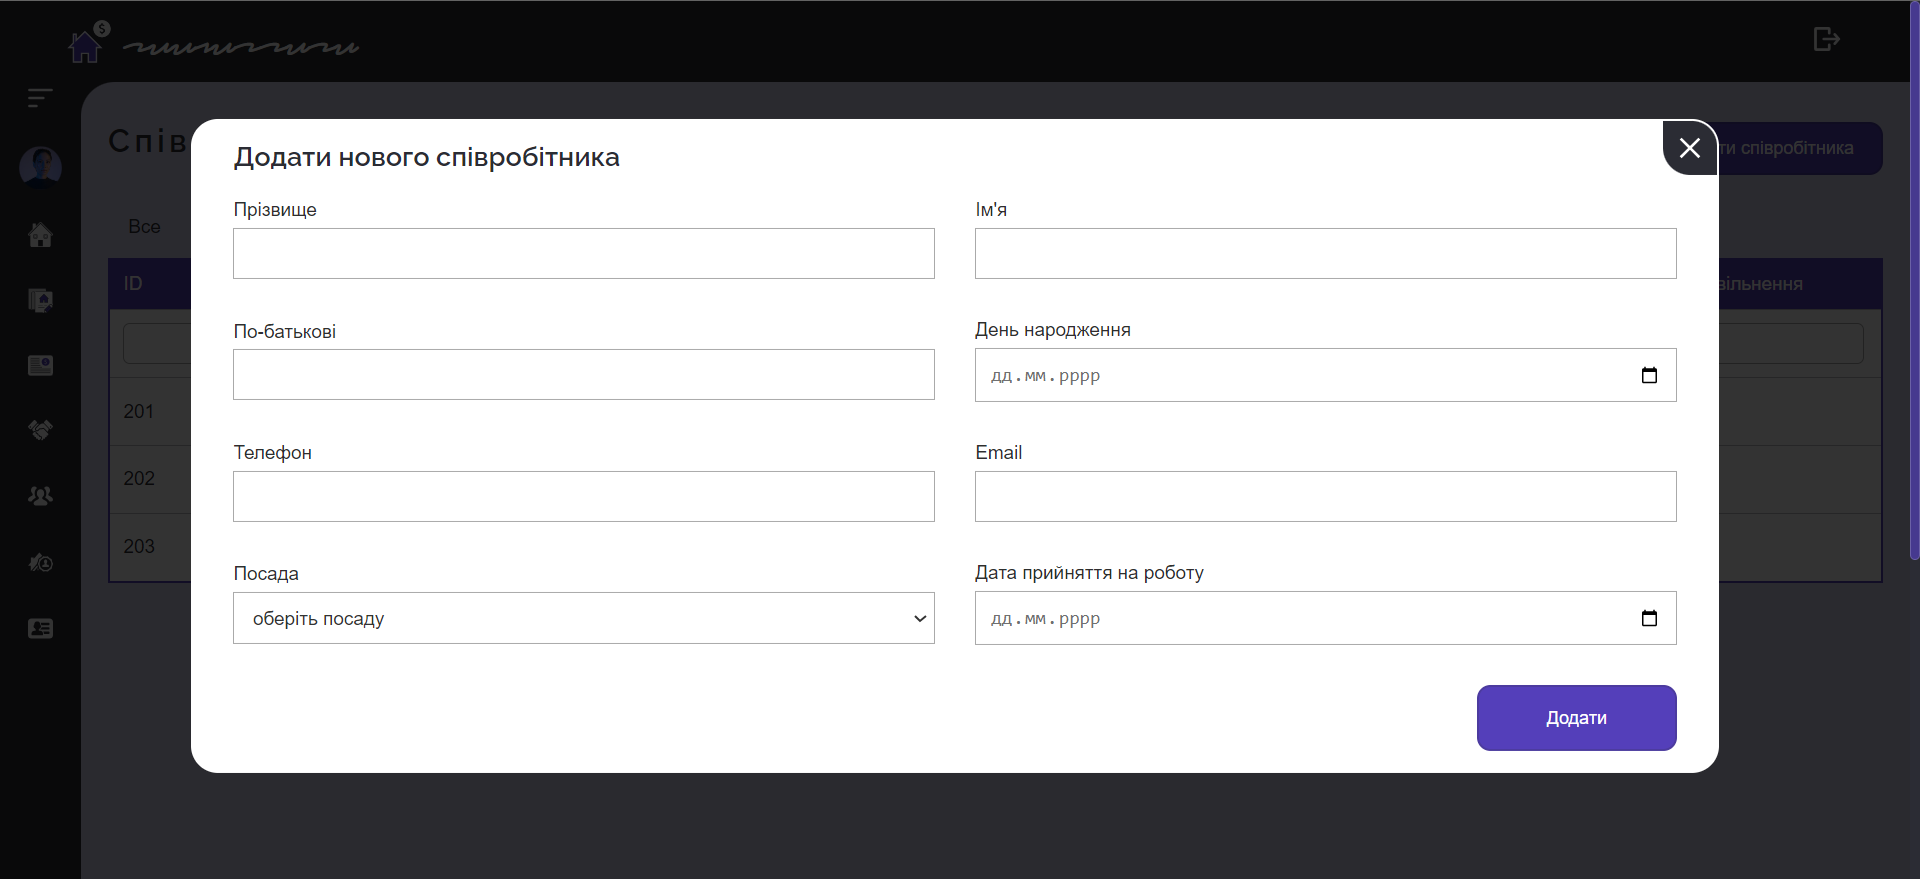 $
Спів
ти співробітника
Додати нового співробітника
Все
ID
вільнення
201
202
203
Прізвище
Ім'я
По-батькові
День народження
дд.мм.рррр
Телефон
Email
Посада
оберіть посаду
Дата прийняття на роботу
дд.мм.рррр
Додати